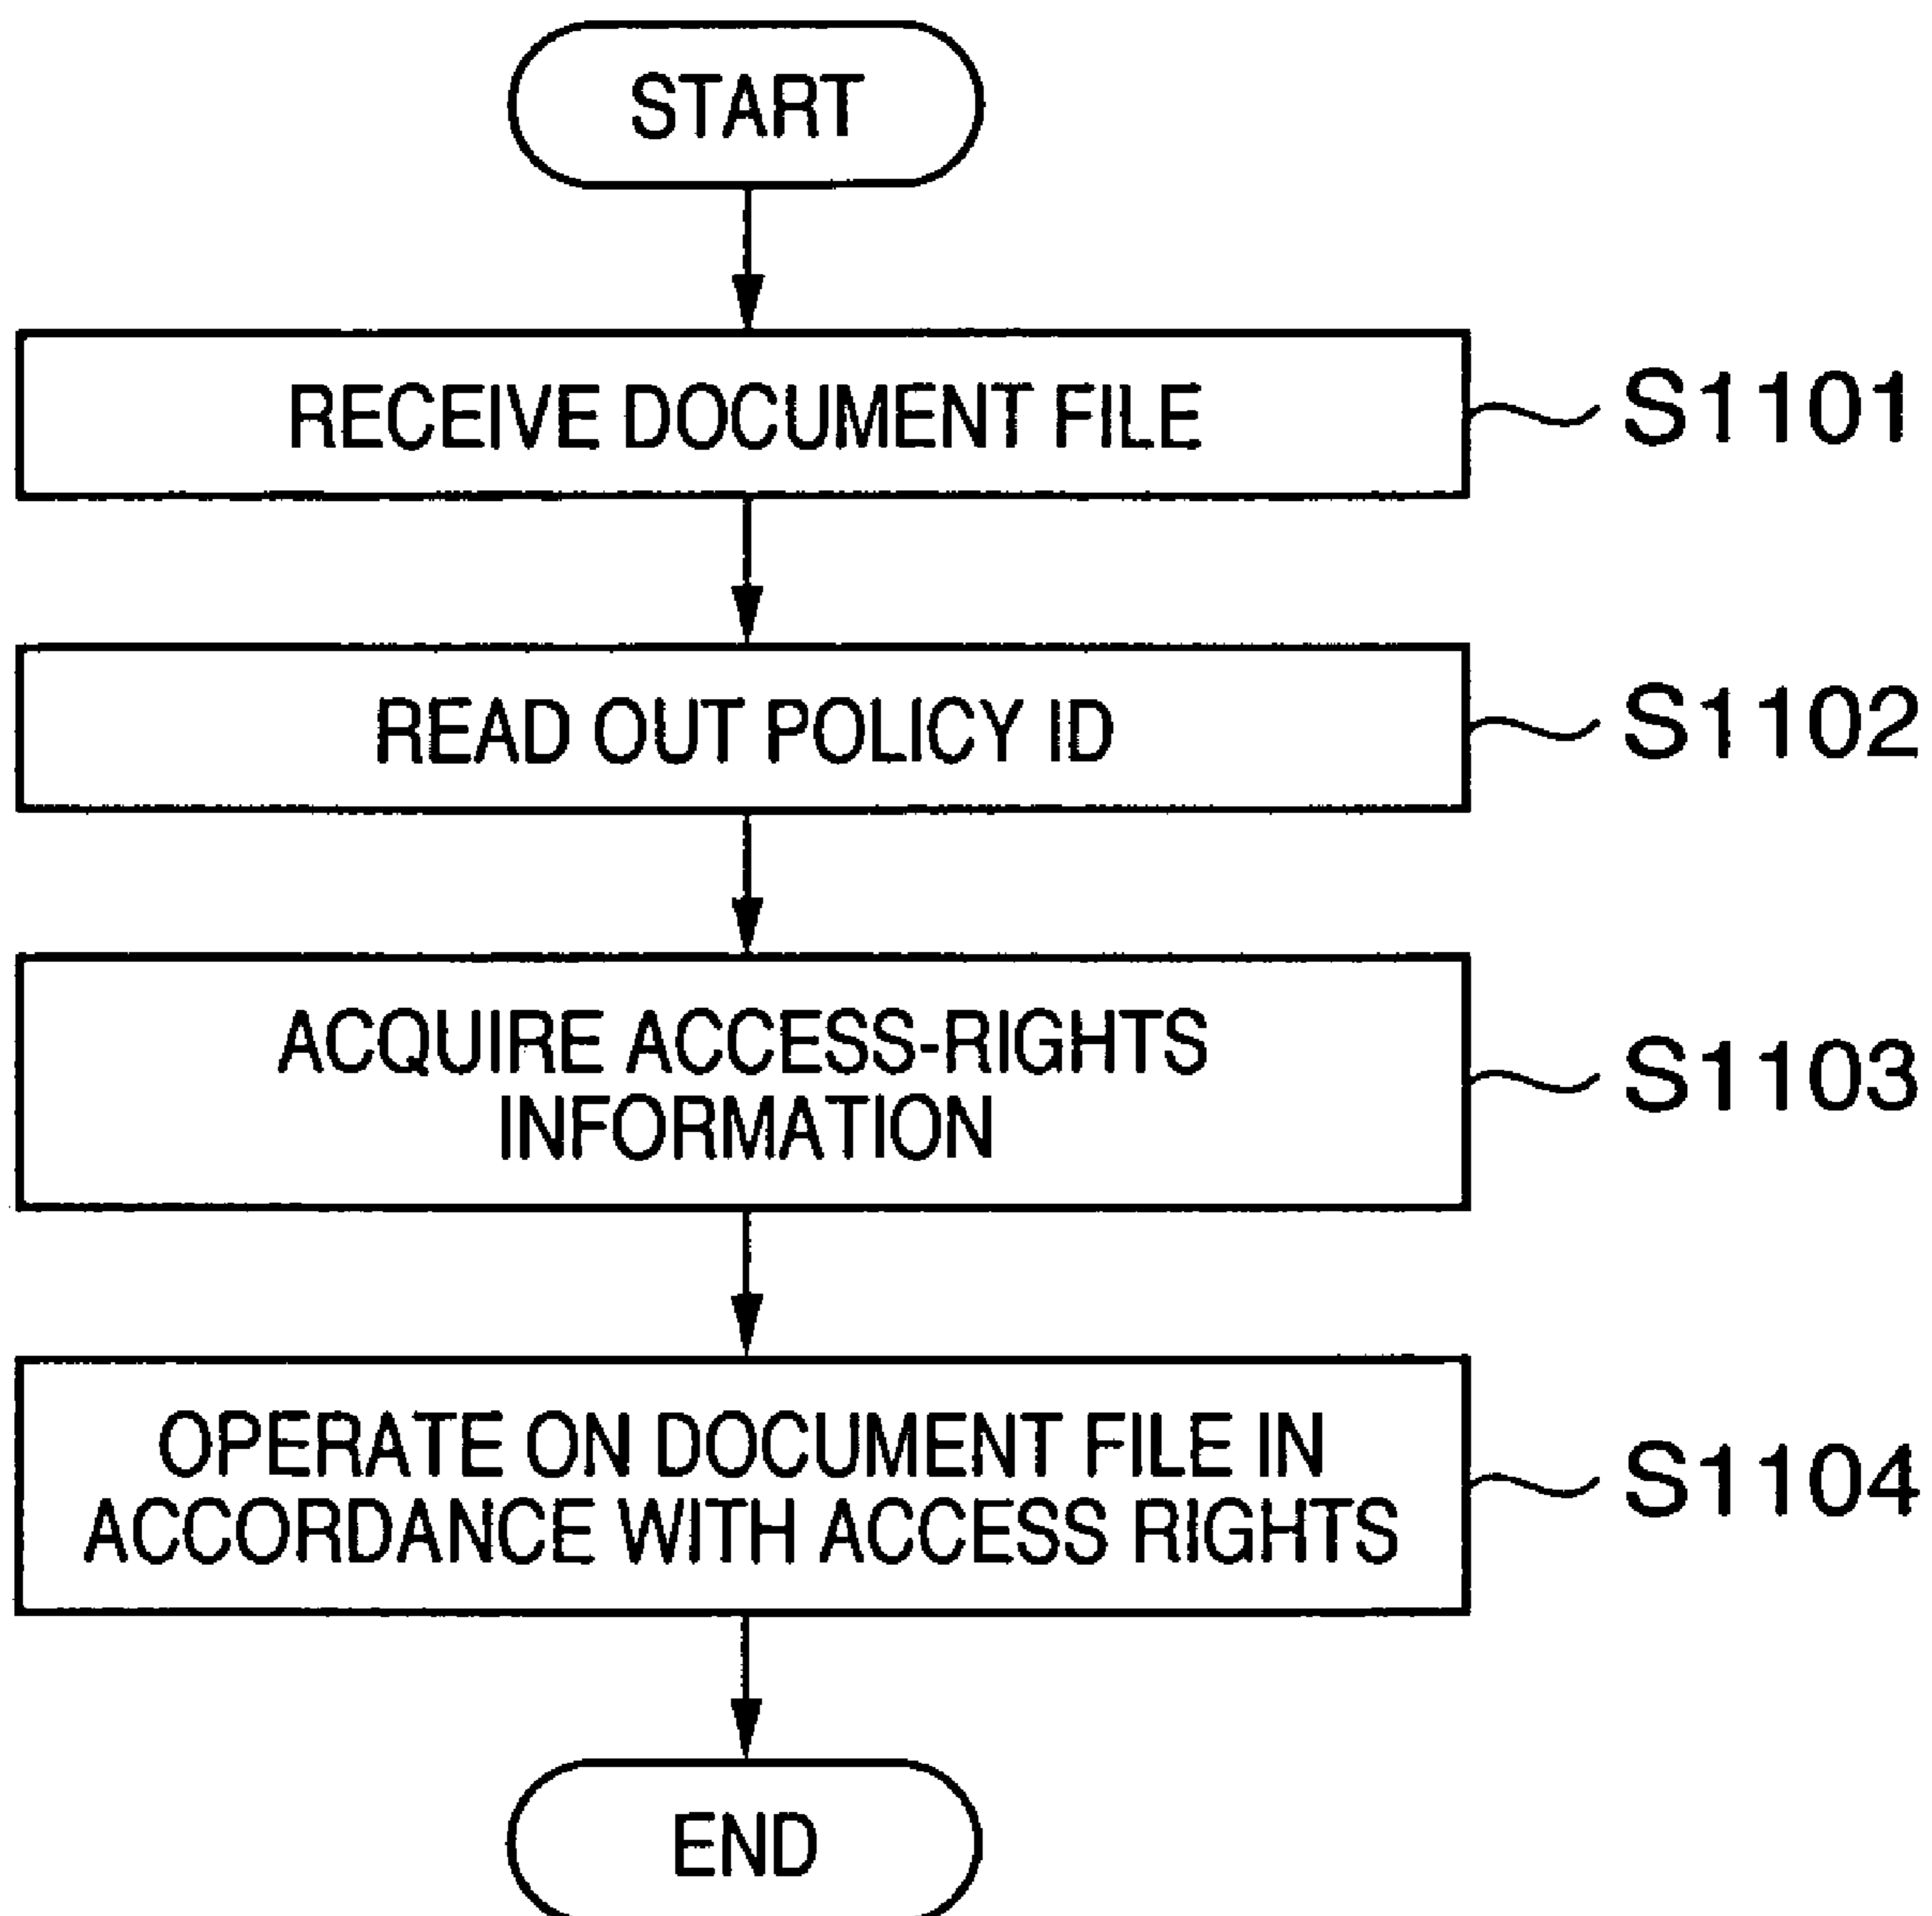 START
RECEIVE DOCUMENT FILE
S1101
READ OUT POLICY ID
S1102
ACQUIRE ACCESS-RIGHTS
INFORMATION
S1103
OPERATE ON DOCUMENT FILE IN
ACCORDANCE WITH ACCESS RIGHTS
S1104
END